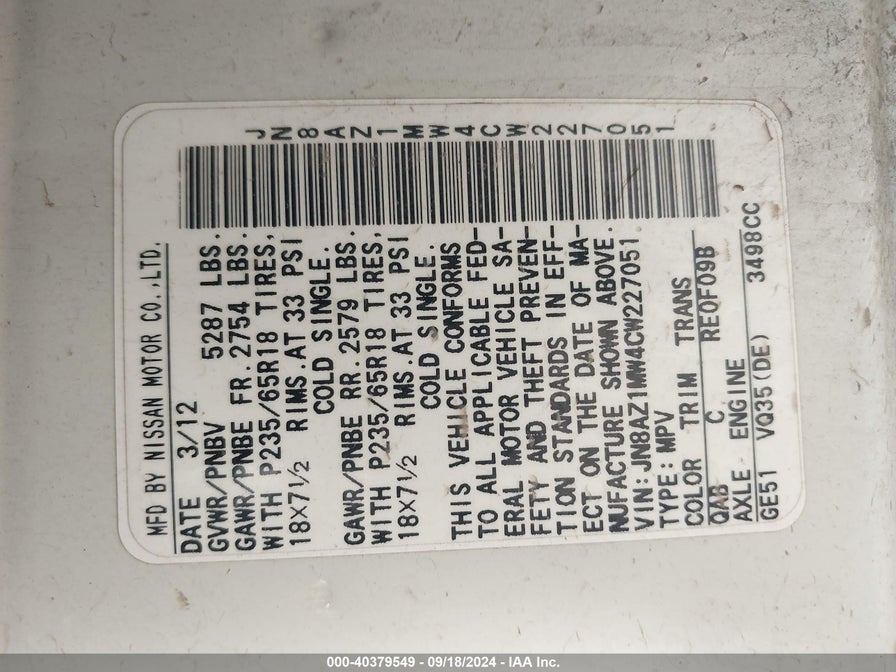 MFD BY NISSAN MOTOR CO.,LTD.
JN8AZ1MW4CW227051
DATE 3/12
GVWR/PNBV 5287 LBS.
GAWR/PNBE FR. 2754 LBS.
WITH P235/65R18 TIRES,
18X7½ RIMS. AT 33 PSI
COLD SINGLE.
GAWR/PNBE RR. 2579 LBS.
WITH P235/65R18 TIRES,
18X7½ RIMS. AT 33 PSI
COLD SINGLE.
THIS VEHICLE CONFORMS
TO ALL APPLICABLE FED-
ERAL MOTOR VEHICLE SA-
FETY AND THEFT PREVEN-
TION STANDARDS IN EFF-
ECT ON THE DATE OF MA-
NUFACTURE SHOWN ABOVE.
VIN:JN8AZ1MW4CW227051
TYPE: MPV
COLOR TRIM TRANS
QAB C RE0F09B
AXLE ENGINE
GE51 VQ35(DE) 3498CC
000-40379549 - 09/18/2024 - IAA Inc.